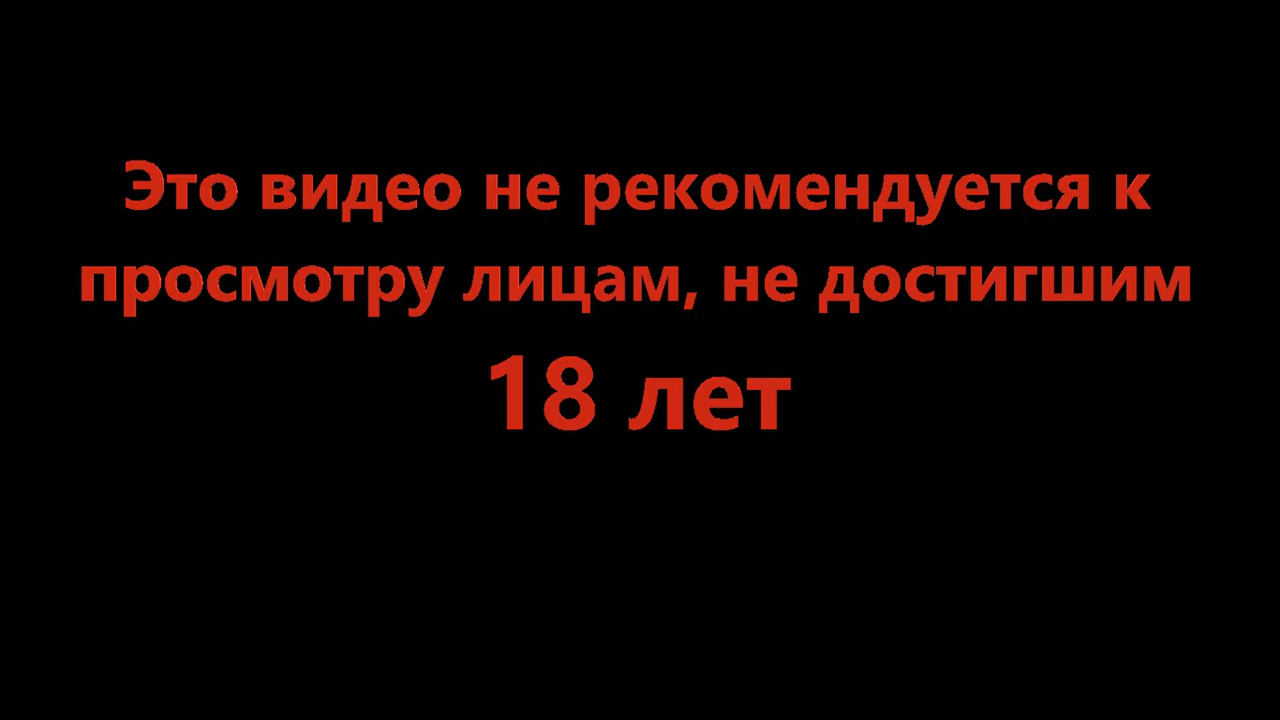 Это видео не рекомендуется к
просмотру лицам, не достигшим
18 лет